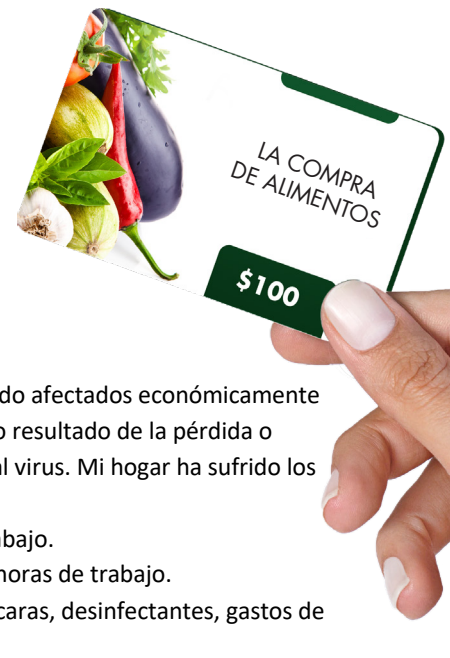 LA COMPRA
DE ALIMENTOS
$100
do afectados económicamente
o resultado de la pérdida o
al virus. Mi hogar ha sufrido los
bajo.
horas de trabajo.
caras, desinfectantes, gastos de